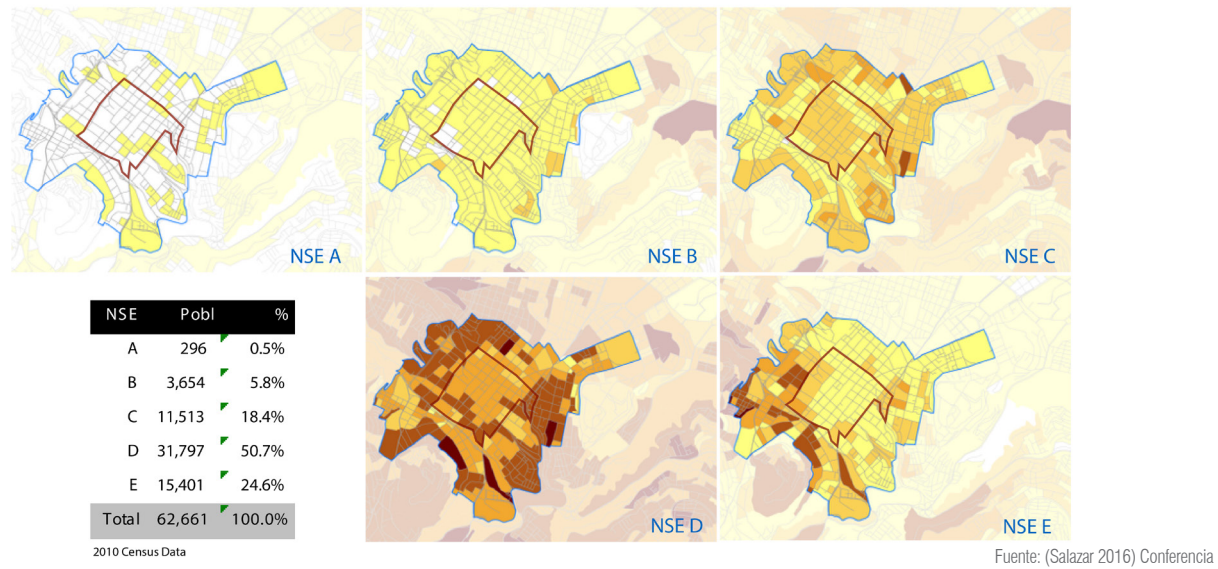 NSE A
NSE B
NSE C
NSE Pobl %
A 296 0.5%
B 3,654 5.8%
C 11,513 18.4%
D 31,797 50.7%
E 15,401 24.6%
Total 62,661 100.0%
2010 Census Data
NSE D
NSE E
Fuente: (Salazar 2016) Conferencia